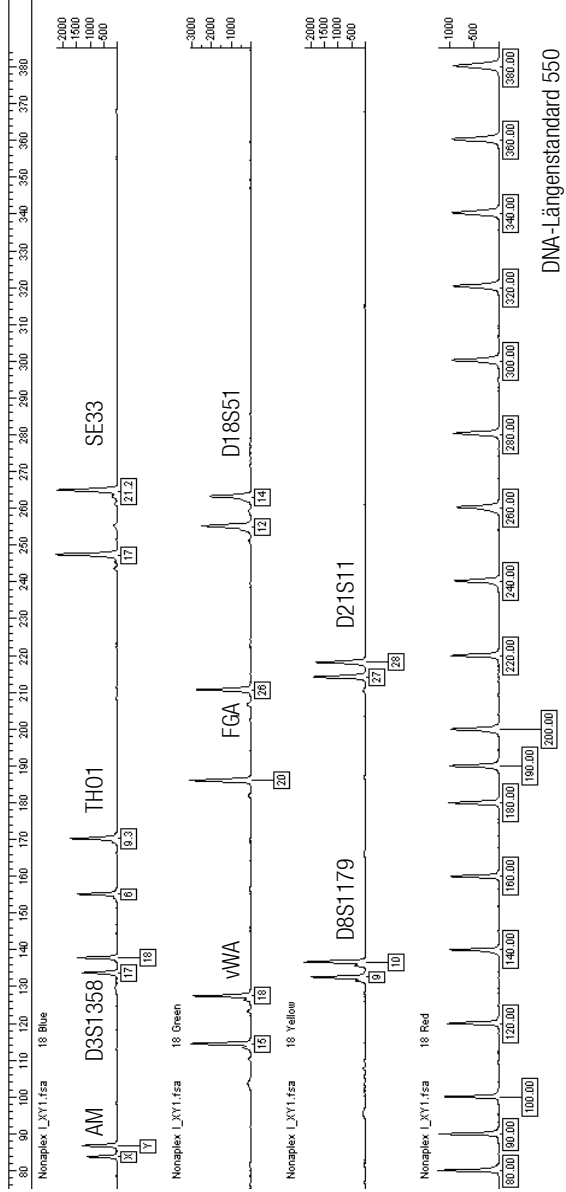 80 90 100 110 120 130 140 150 160 170 180 190 200 210 220 230 240 250 260 270 280 290 300 310 320 330 340 350 360 370 380
Nonaplex I_XY1.fsa 18 Blue
AM D3S1358 TH01 SE33
2000
1500
1000
500
X Y 17 18 6 9.3 17 21.2
Nonaplex I_XY1.fsa 18 Green
vWA FGA D18S51
3000
2000
1000
15 18 20 26 12 14
Nonaplex I_XY1.fsa 18 Yellow
D8S1179 D21S11
2000
1500
1000
500
9 10 27 28
Nonaplex I_XY1.fsa 18 Red
1000
500
80.00 90.00 100.00 120.00 140.00 160.00 180.00 190.00 200.00 220.00 240.00 260.00 280.00 300.00 320.00 340.00 360.00 380.00
DNA-Längenstandard 550